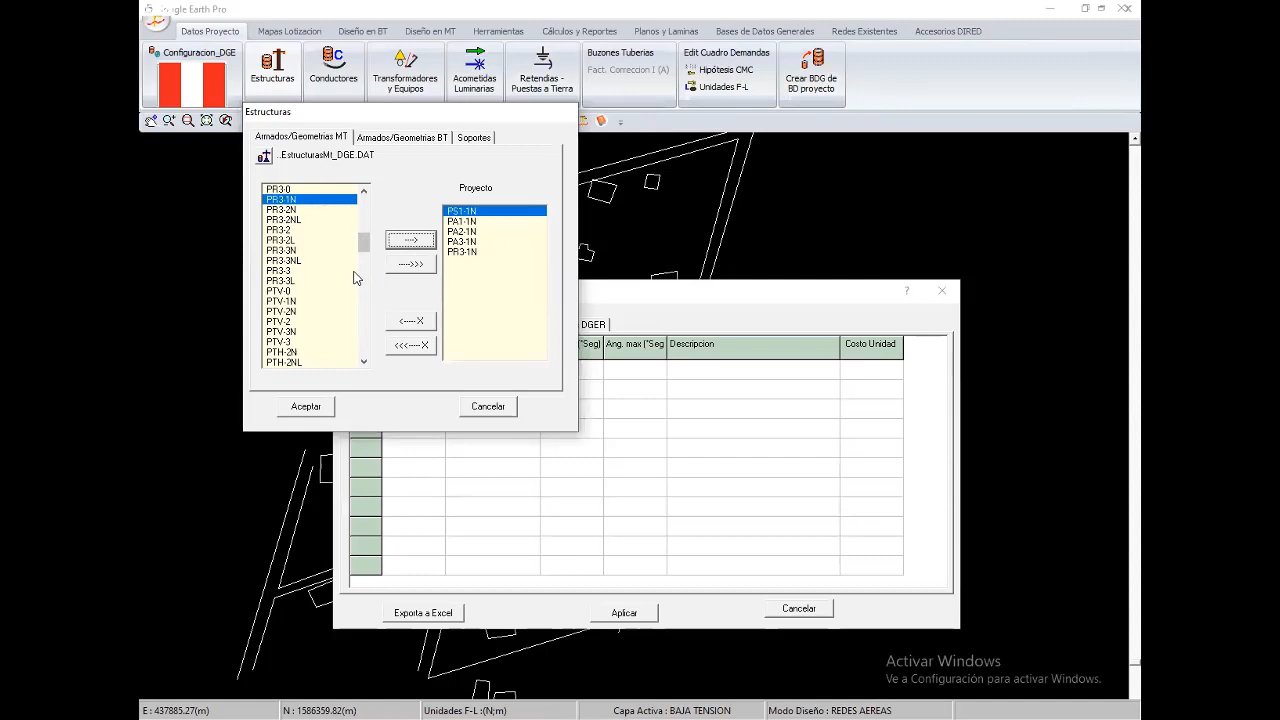 gle Earth Pro
Datos Proyecto
Mapas Lotizacion
Diseño en BT
Diseño en MT
Herramientas
Cálculos y Reportes
Planos y Laminas
Bases de Datos Generales
Redes Existentes
Accesorios DIRED
Configuracion_DGE
Estructuras
Conductores
Transformadores y Equipos
Acometidas Luminarias
Retendias - Puestas a Tierra
Buzones Tuberias
Fact. Correccion I (A)
Edit Cuadro Demandas
Hipótesis CMC
Unidades F-L
Crear BDG de BD proyecto
Estructuras
Armados/Geometrias MT
Armados/Geometrias BT
Soportes
..EstructurasMt_DGE.DAT
Proyecto
PR3-0
PR3-1N
PR3-2N
PR3-2NL
PR3-2
PR3-2L
PR3-3N
PR3-3NL
PR3-3
PR3-3L
PTV-0
PTV-1N
PTV-2N
PTV-2
PTV-3N
PTV-3
PTH-2N
PTH-2NL
---->
---->>>
<----X
<<<----X
PS1-1N
PA1-1N
PA2-1N
PA3-1N
PR3-1N
Aceptar
Cancelar
?
DGER
(*Seg)
Ang. max (*Seg
Descripcion
Costo Unidad
Exporta a Excel
Aplicar
Cancelar
Activar Windows
Ve a Configuración para activar Windows.
E : 437885.27(m)
N : 1586359.82(m)
Unidades F-L :(N;m)
Capa Activa : BAJA TENSION
Modo Diseño : REDES AEREAS